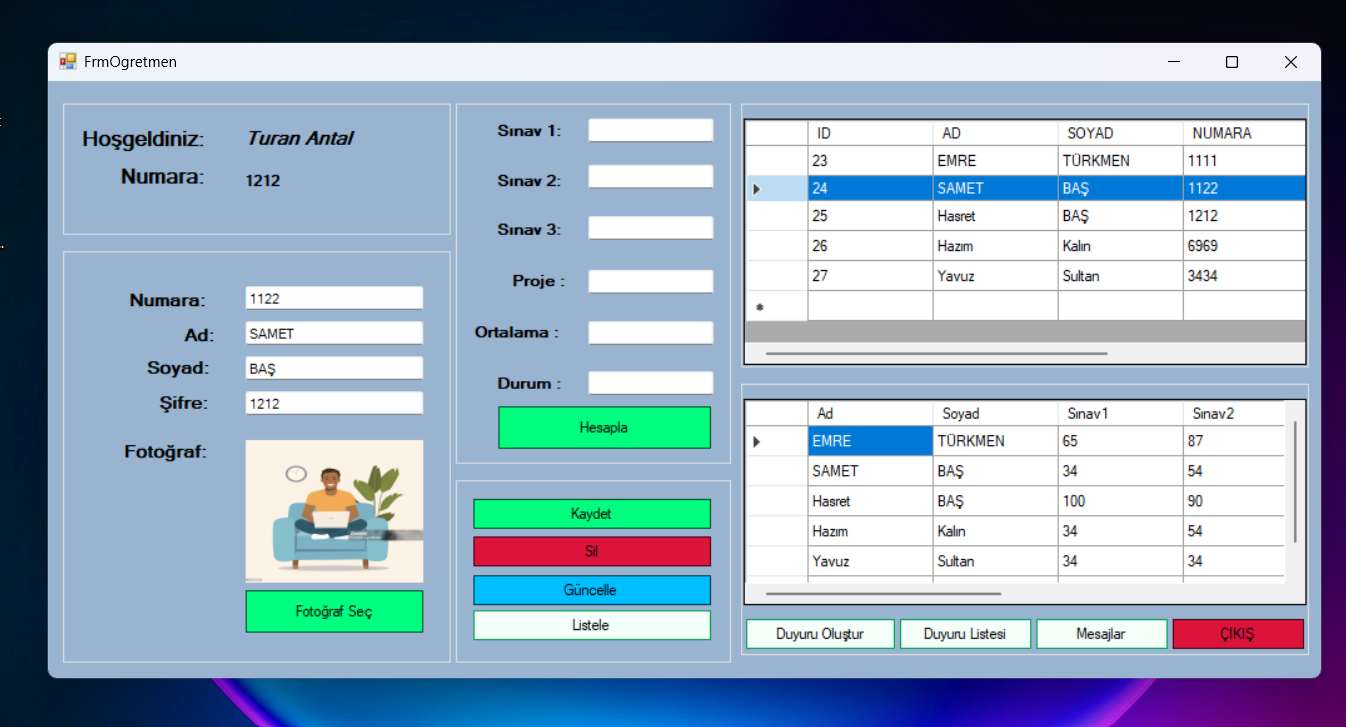 FrmOgretmen
Hoşgeldiniz: Turan Antal
Numara: 1212
Numara: 1122
Ad: SAMET
Soyad: BAŞ
Şifre: 1212
Fotoğraf:
Fotoğraf Seç
Sınav 1:
Sınav 2:
Sınav 3:
Proje :
Ortalama :
Durum :
Hesapla
Kaydet
Sil
Güncelle
Listele
ID AD SOYAD NUMARA
23 EMRE TÜRKMEN 1111
24 SAMET BAŞ 1122
25 Hasret BAŞ 1212
26 Hazım Kalın 6969
27 Yavuz Sultan 3434
Ad Soyad Sınav1 Sınav2
EMRE TÜRKMEN 65 87
SAMET BAŞ 34 54
Hasret BAŞ 100 90
Hazım Kalın 34 54
Yavuz Sultan 34 34
Duyuru Oluştur Duyuru Listesi Mesajlar ÇIKIŞ